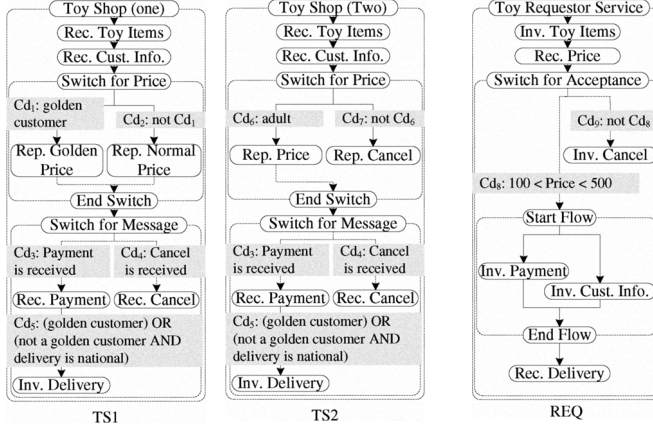 Toy Shop (one)
Rec. Toy Items
Rec. Cust. Info.
Switch for Price
Cd₁: golden
customer
Cd₂: not Cd₁
Rep. Golden
Price
Rep. Normal
Price
End Switch
Switch for Message
Cd₃: Payment
is received
Cd₄: Cancel
is received
Rec. Payment
Rec. Cancel
Cd₅: (golden customer) OR
(not a golden customer AND
delivery is national)
Inv. Delivery
TS1
Toy Shop (Two)
Rec. Toy Items
Rec. Cust. Info.
Switch for Price
Cd₆: adult
Cd₇: not Cd₆
Rep. Price
Rep. Cancel
End Switch
Switch for Message
Cd₃: Payment
is received
Cd₄: Cancel
is received
Rec. Payment
Rec. Cancel
Cd₅: (golden customer) OR
(not a golden customer AND
delivery is national)
Inv. Delivery
TS2
Toy Requestor Service
Inv. Toy Items
Rec. Price
Switch for Acceptance
Cd₉: not Cd₈
Inv. Cancel
Cd₈: 100 < Price < 500
Start Flow
Inv. Payment
Inv. Cust. Info.
End Flow
Rec. Delivery
REQ